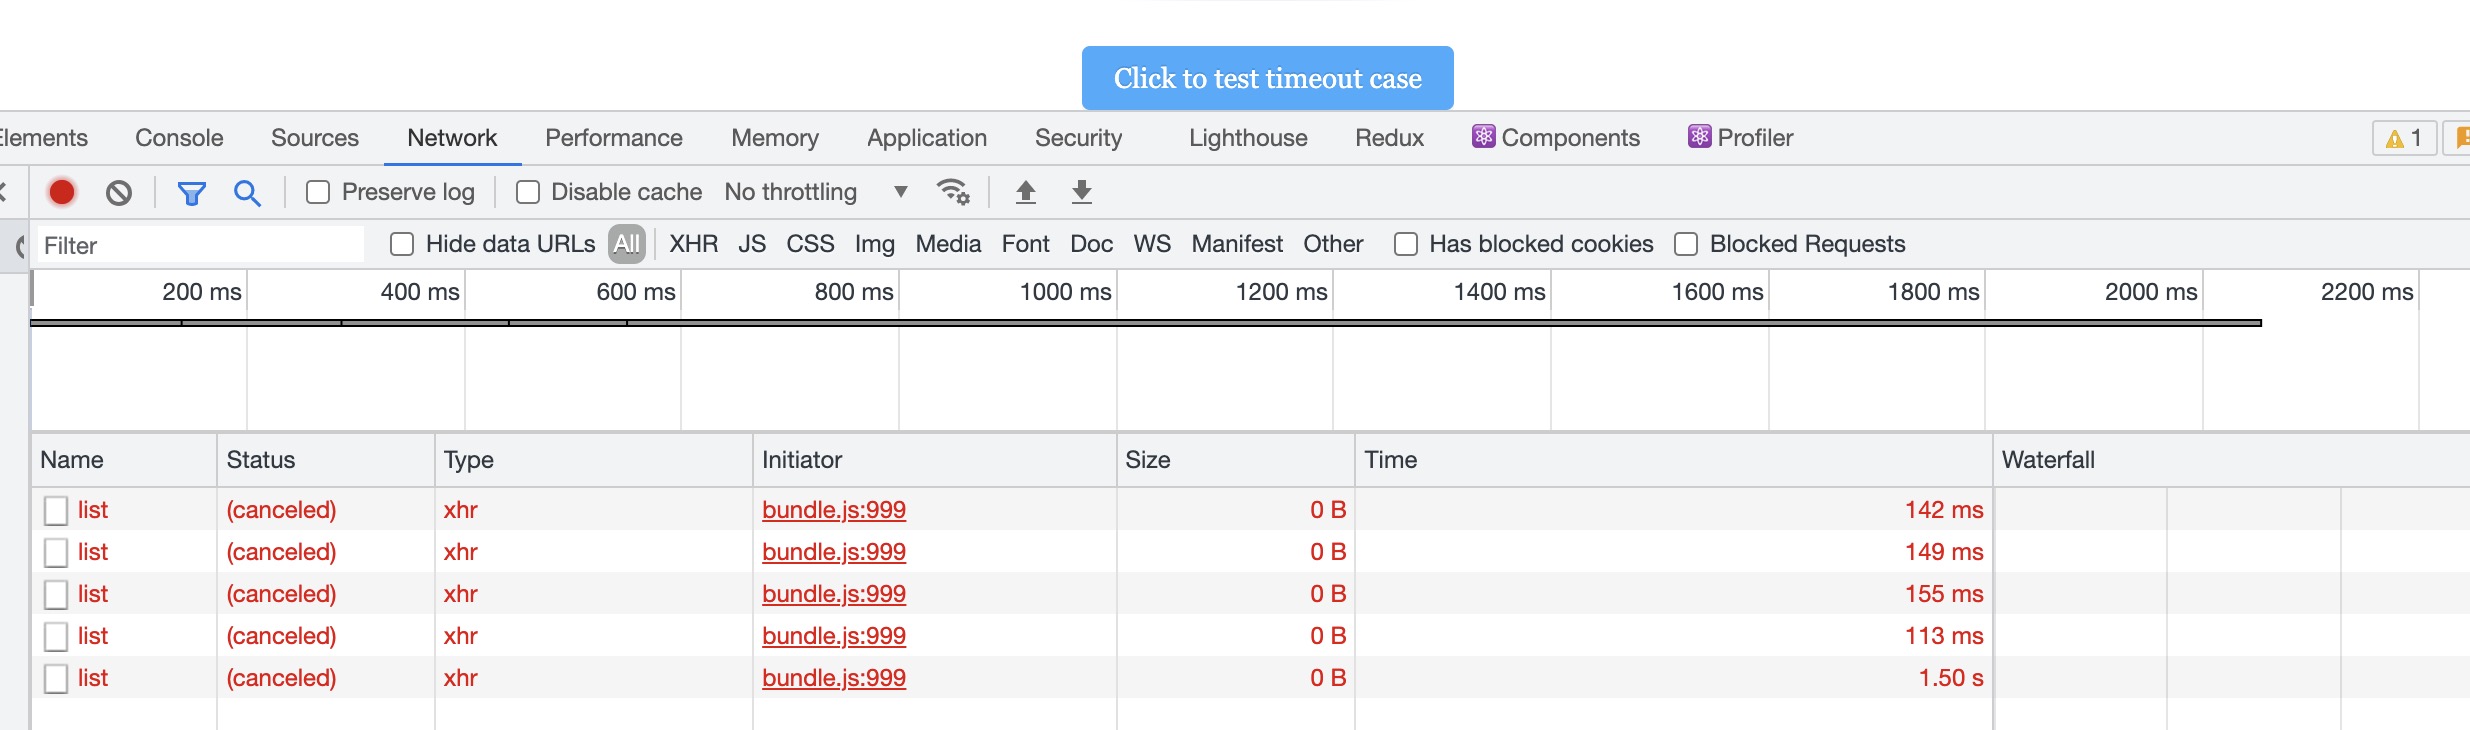 Click to test timeout case
Elements Console Sources Network Performance Memory Application Security Lighthouse Redux Components Profiler 1
Preserve log Disable cache No throttling
Filter Hide data URLs All XHR JS CSS Img Media Font Doc WS Manifest Other Has blocked cookies Blocked Requests
200 ms 400 ms 600 ms 800 ms 1000 ms 1200 ms 1400 ms 1600 ms 1800 ms 2000 ms 2200 ms
Name Status Type Initiator Size Time Waterfall
list (canceled) xhr bundle.js:999 0 B 142 ms
list (canceled) xhr bundle.js:999 0 B 149 ms
list (canceled) xhr bundle.js:999 0 B 155 ms
list (canceled) xhr bundle.js:999 0 B 113 ms
list (canceled) xhr bundle.js:999 0 B 1.50 s